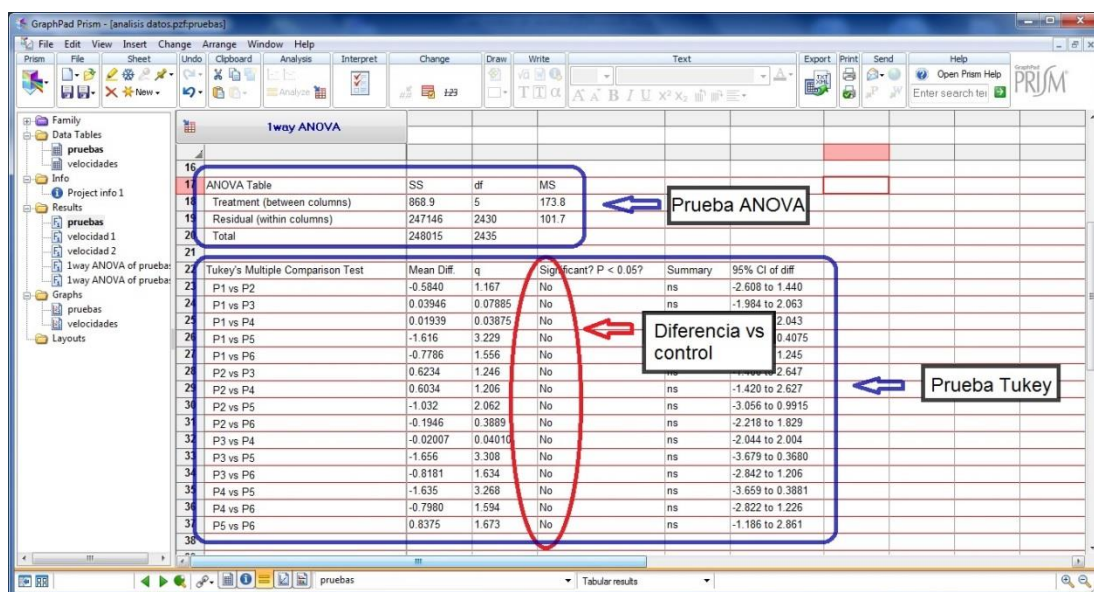 GraphPad Prism - [analisis datos.pzf:pruebas]
File Edit View Insert Change Arrange Window Help
Prism File Sheet Undo Clipboard Analysis Interpret Change Draw Write Text Export Print Send Help
New Analyze 123 Open Prism Help
Enter search ter
GraphPad PRISM
Family
Data Tables
pruebas
velocidades
Info
Project info 1
Results
pruebas
velocidad 1
velocidad 2
1way ANOVA of prueba
1way ANOVA of prueba
Graphs
pruebas
velocidades
Layouts
1way ANOVA
16
17 ANOVA Table SS df MS
18 Treatment (between columns) 868.9 5 173.8
19 Residual (within columns) 247146 2430 101.7
20 Total 248015 2435
21
22 Tukey's Multiple Comparison Test Mean Diff. q Significant? P < 0.05? Summary 95% CI of diff
23 P1 vs P2 -0.5840 1.167 No ns -2.608 to 1.440
24 P1 vs P3 0.03946 0.07885 No ns -1.984 to 2.063
25 P1 vs P4 0.01939 0.03875 No 2.043
26 P1 vs P5 -1.616 3.229 No 0.4075
27 P1 vs P6 -0.7786 1.556 No 1.245
28 P2 vs P3 0.6234 1.246 No ns to 2.647
29 P2 vs P4 0.6034 1.206 No ns -1.420 to 2.627
30 P2 vs P5 -1.032 2.062 No ns -3.056 to 0.9915
31 P2 vs P6 -0.1946 0.3889 No ns -2.218 to 1.829
32 P3 vs P4 -0.02007 0.04010 No ns -2.044 to 2.004
33 P3 vs P5 -1.656 3.308 No ns -3.679 to 0.3680
34 P3 vs P6 -0.8181 1.634 No ns -2.842 to 1.206
35 P4 vs P5 -1.635 3.268 No ns -3.659 to 0.3881
36 P4 vs P6 -0.7980 1.594 No ns -2.822 to 1.226
37 P5 vs P6 0.8375 1.673 No ns -1.186 to 2.861
38
Prueba ANOVA
Diferencia vs
control
Prueba Tukey
pruebas Tabular results